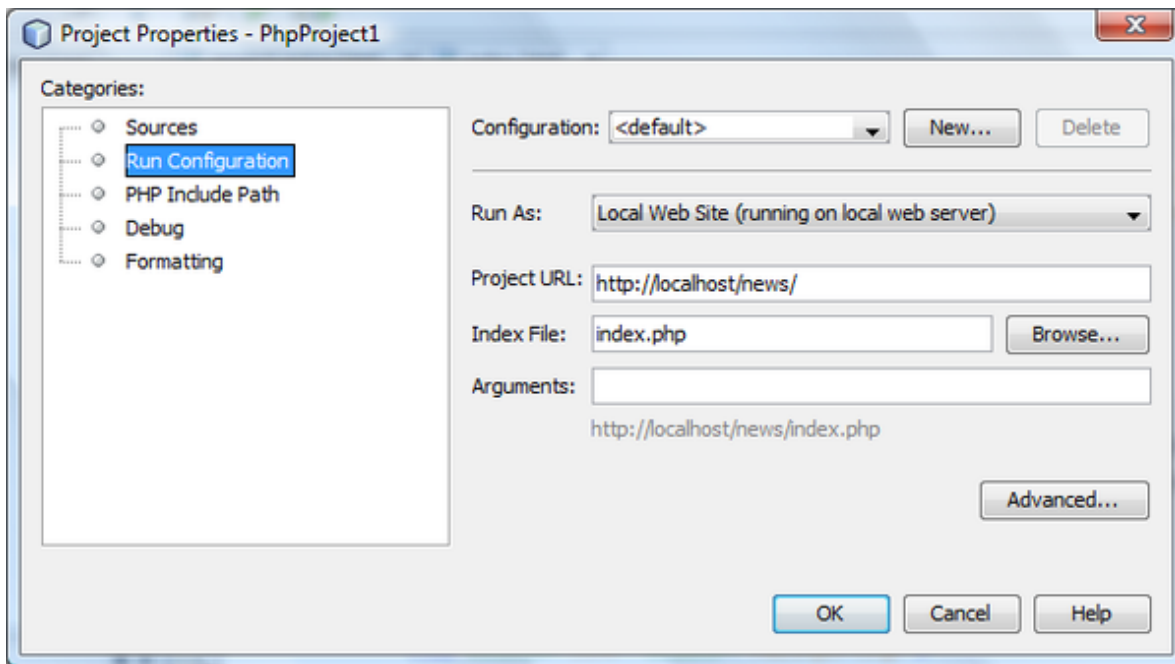 Project Properties - PhpProject1
Categories:
Sources
Run Configuration
PHP Include Path
Debug
Formatting
Configuration: <default> New... Delete
Run As: Local Web Site (running on local web server)
Project URL: http://localhost/news/
Index File: index.php Browse...
Arguments:
http://localhost/news/index.php
Advanced...
OK Cancel Help